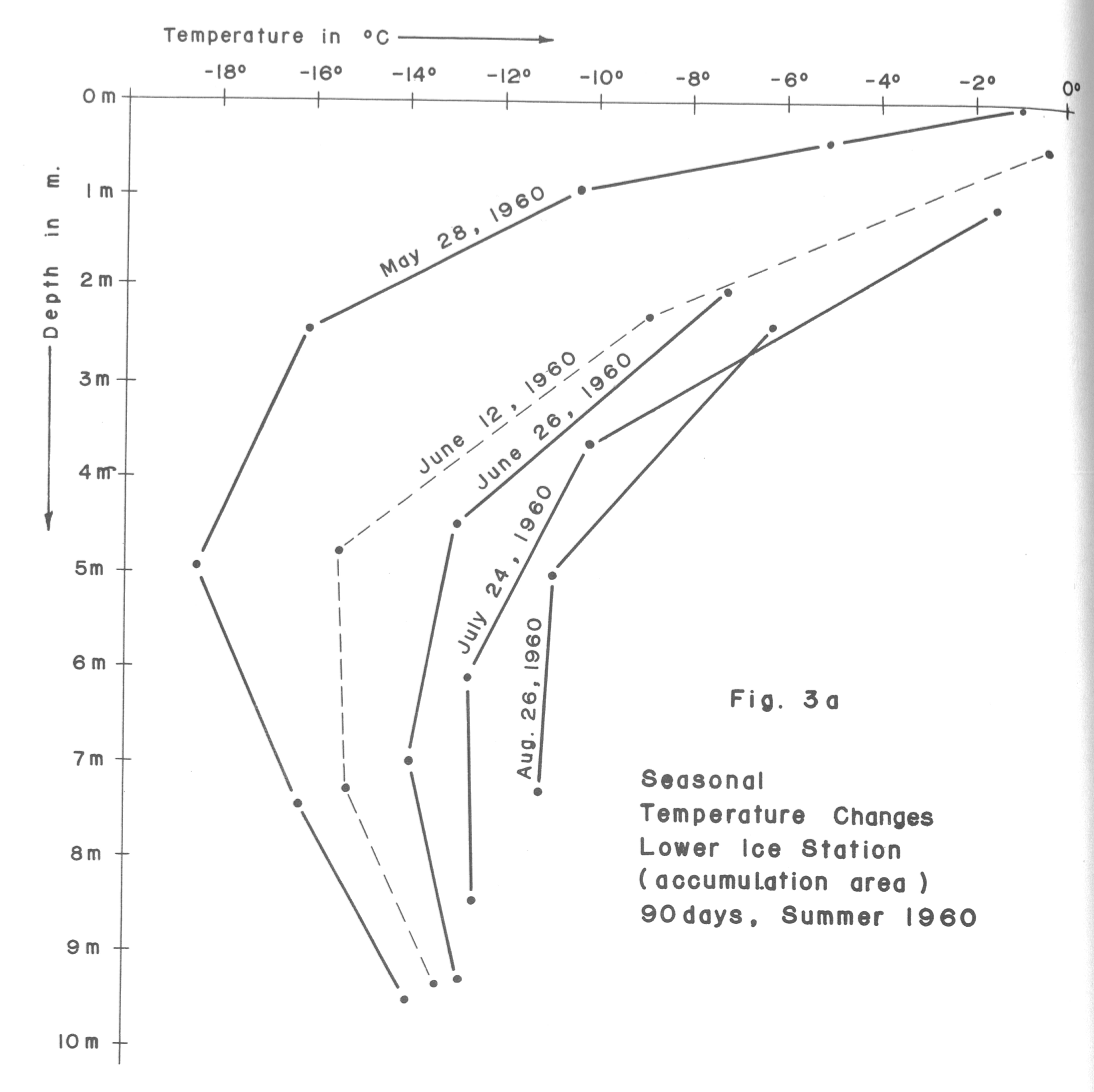 Temperature in °C
-18° -16° -14° -12° -10° -8° -6° -4° -2° 0°
0 m
1 m
2 m
3 m
4 m
5 m
6 m
7 m
8 m
9 m
10 m
Depth in m.
May 28, 1960
June 12, 1960
June 26, 1960
July 24, 1960
Aug. 26, 1960
Fig. 3a
Seasonal
Temperature Changes
Lower Ice Station
(accumulation area)
90 days, Summer 1960